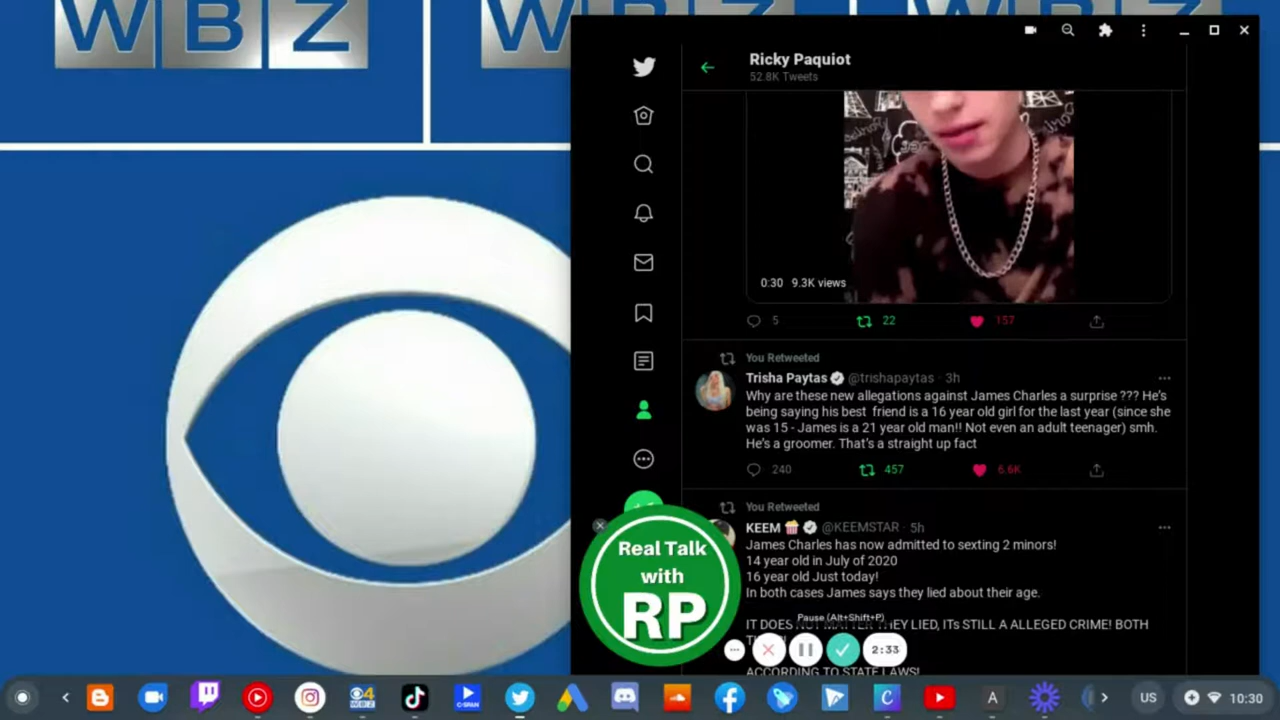 WBZ
W
Ricky Paquiot
52.8K Tweets
0:30 9.3K views
5 22 157
You Retweeted
Trisha Paytas @trishapaytas · 3h
Why are these new allegations against James Charles a surprise ??? He's
being saying his best friend is a 16 year old girl for the last year (since she
was 15 - James is a 21 year old man!! Not even an adult teenager) smh.
He's a groomer. That's a straight up fact
240 457 6.6K
You Retweeted
KEEM @KEEMSTAR · 5h
James Charles has now admitted to sexting 2 minors!
14 year old in July of 2020
16 year old Just today!
In both cases James says they lied about their age.
IT DOES NOT MATTER THEY LIED, ITs STILL A ALLEGED CRIME! BOTH
ACCORDING TO STATE LAWS!
Pause (Alt+Shift+P)
2:33
Real Talk
with
RP
4
WBZ
C-SPAN
C
A
US
10:30